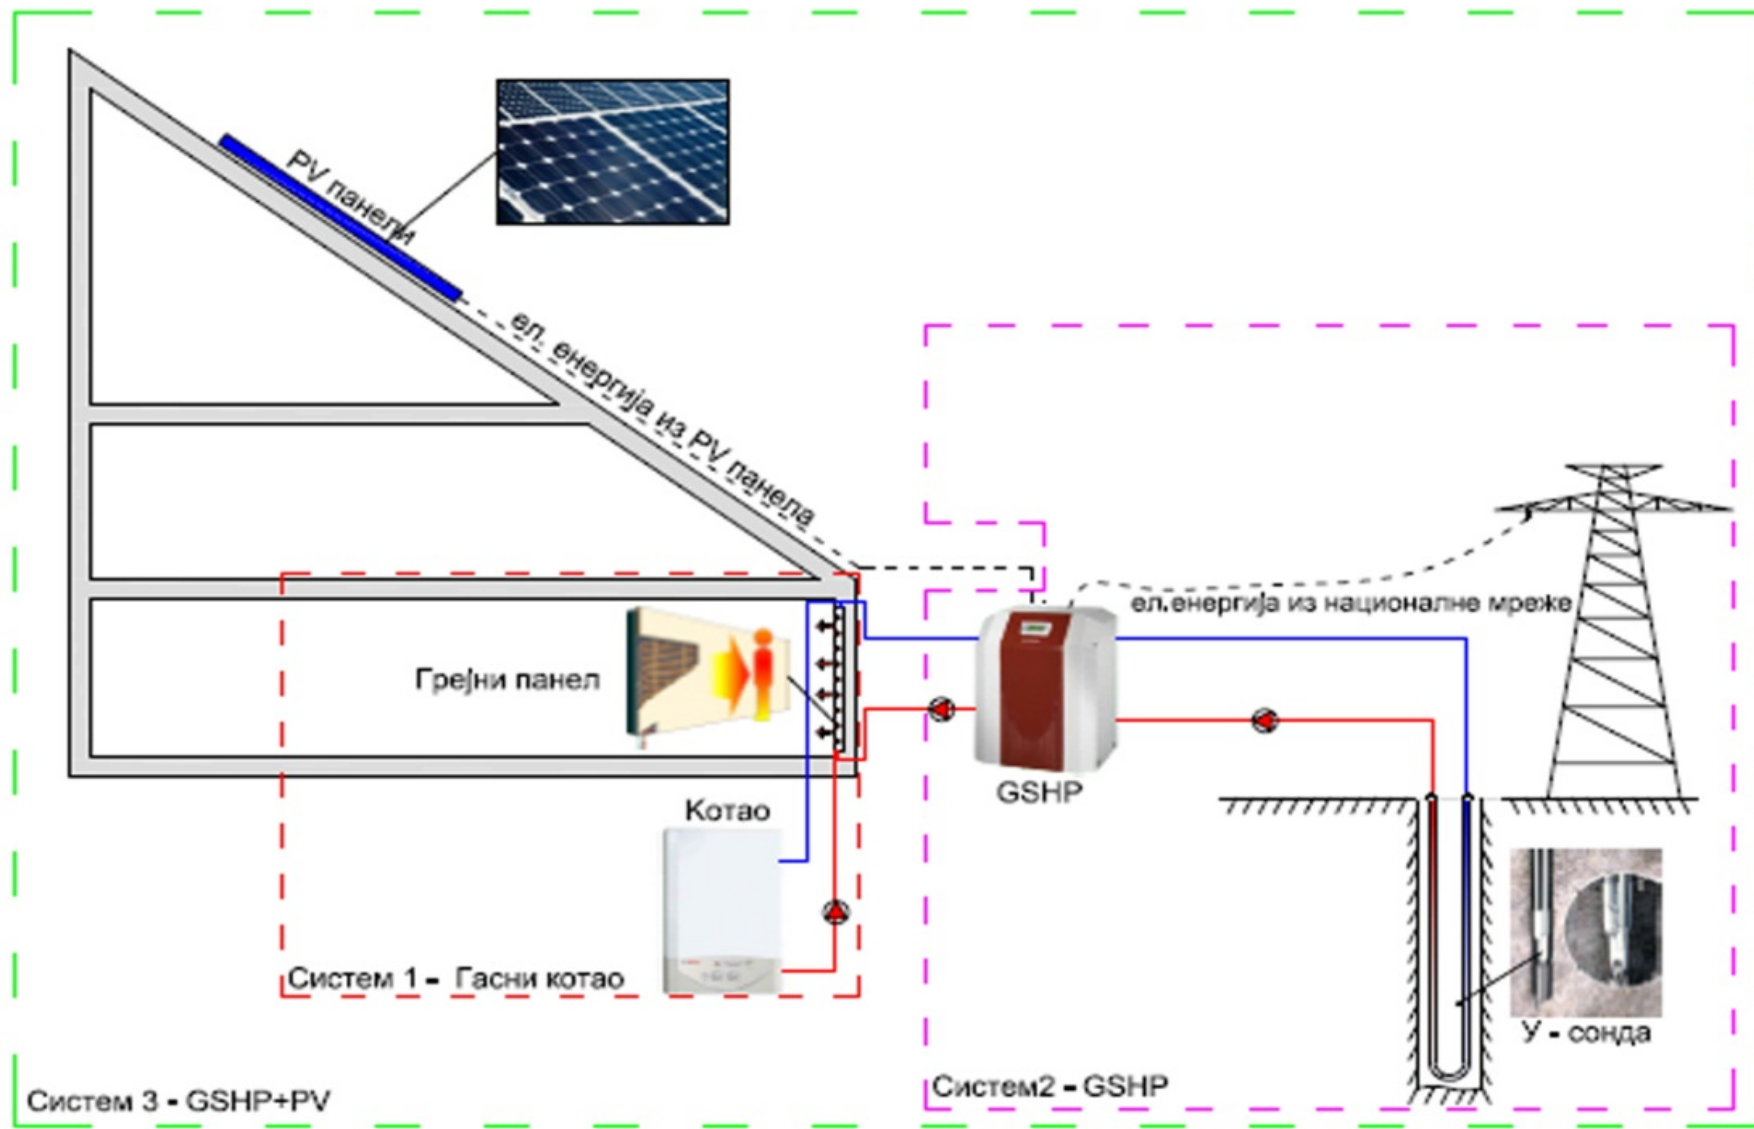 PV панели
ел. енергија из PV панела
ел.енергија из националне мреже
Грејни панел
GSHP
Котао
Систем 1 - Гасни котао
У - сонда
Систем2 - GSHP
Систем 3 - GSHP+PV